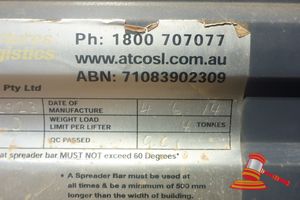 Logistics
Ph: 1800 707077
www.atcosl.com.au
ABN: 71083902309
Pty Ltd
DATE OF
MANUFACTURE
WEIGHT LOAD
LIMIT PER LIFTER
TONNES
QC PASSED
at spreader bar MUST NOT exceed 60 Degrees*
• A Spreader Bar must be used at
all times & be a minimum of 500 mm
longer than the width of building.